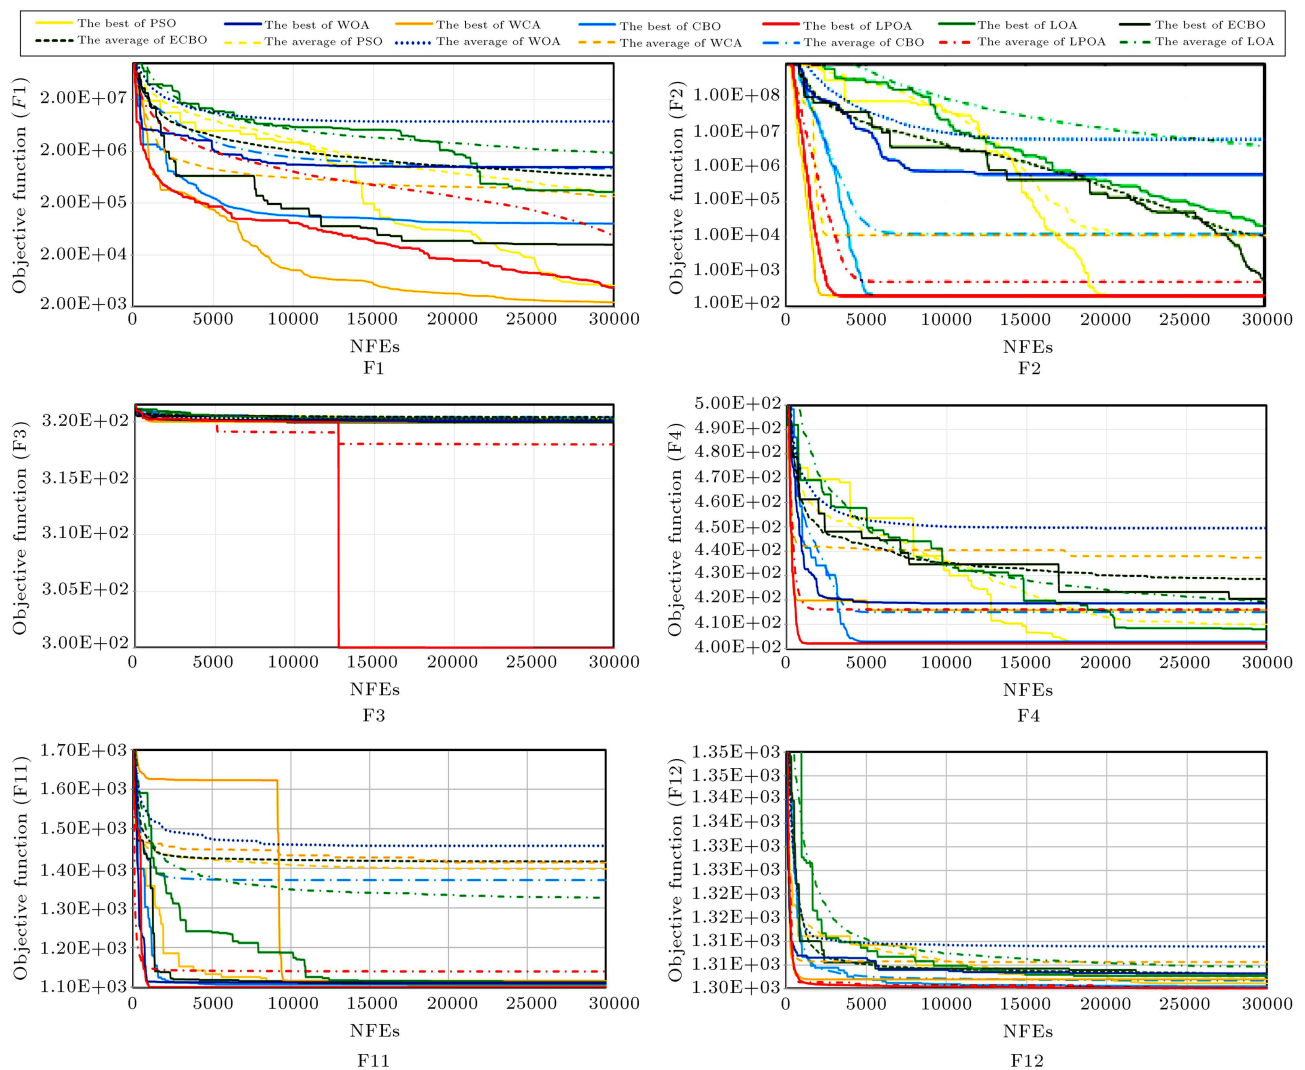 The best of PSO The best of WOA The best of WCA The best of CBO The best of LPOA The best of LOA The best of ECBO
The average of ECBO The average of PSO The average of WOA The average of WCA The average of CBO The average of LPOA The average of LOA
Objective function (F1)
2.00E+07
2.00E+06
2.00E+05
2.00E+04
2.00E+03
0 5000 10000 15000 20000 25000 30000
NFEs
F1
Objective function (F2)
1.00E+08
1.00E+07
1.00E+06
1.00E+05
1.00E+04
1.00E+03
1.00E+02
0 5000 10000 15000 20000 25000 30000
NFEs
F2
Objective function (F3)
3.20E+02
3.15E+02
3.10E+02
3.05E+02
3.00E+02
0 5000 10000 15000 20000 25000 30000
NFEs
F3
Objective function (F4)
5.00E+02
4.90E+02
4.80E+02
4.70E+02
4.60E+02
4.50E+02
4.40E+02
4.30E+02
4.20E+02
4.10E+02
4.00E+02
0 5000 10000 15000 20000 25000 30000
NFEs
F4
Objective function (F11)
1.70E+03
1.60E+03
1.50E+03
1.40E+03
1.30E+03
1.20E+03
1.10E+03
0 5000 10000 15000 20000 25000 30000
NFEs
F11
Objective function (F12)
1.35E+03
1.35E+03
1.34E+03
1.34E+03
1.33E+03
1.32E+03
1.32E+03
1.32E+03
1.31E+03
1.31E+03
1.30E+03
0 5000 10000 15000 20000 25000 30000
NFEs
F12